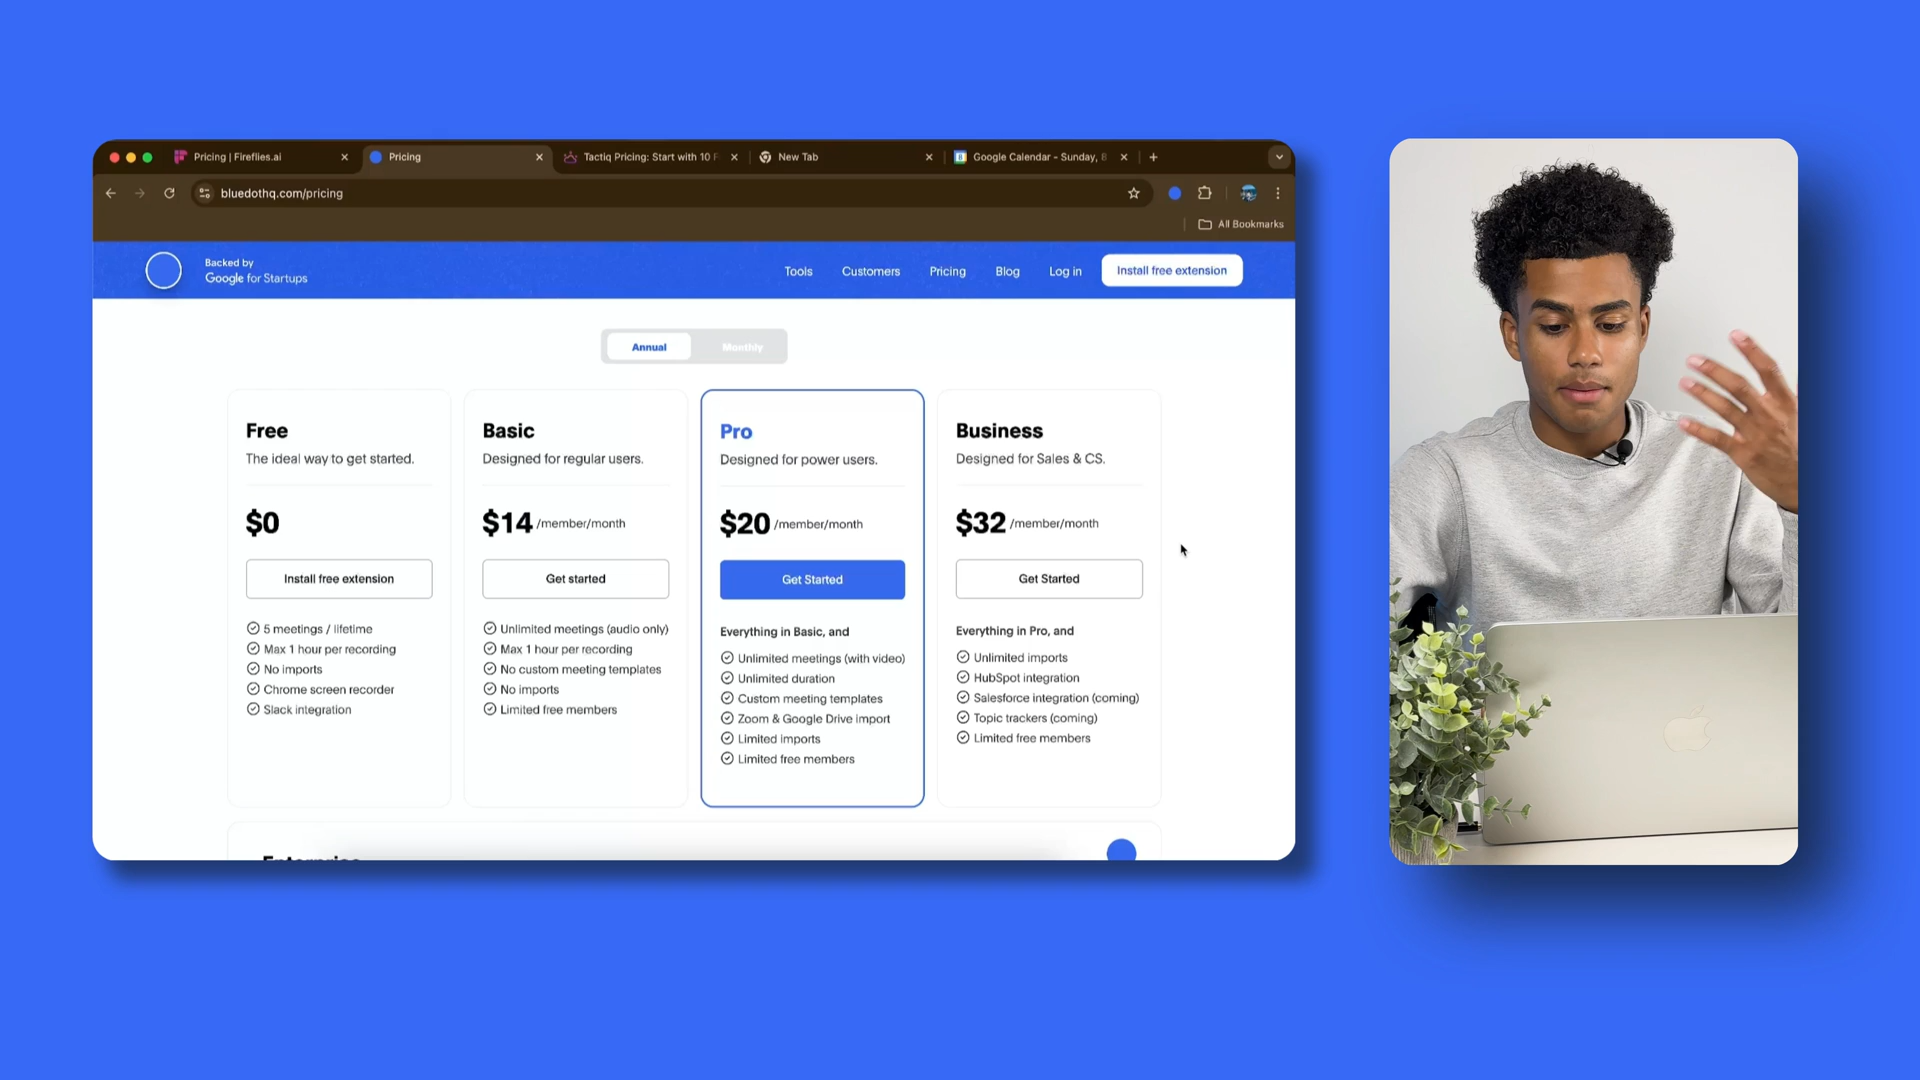 Pricing | Fireflies.ai
Pricing
Tactiq Pricing: Start with 10 F
New Tab
Google Calendar - Sunday, 8
bluedothq.com/pricing
All Bookmarks
Backed by
Google for Startups
Tools
Customers
Pricing
Blog
Log in
Install free extension
Annual
Monthly
Free
The ideal way to get started.
$0
Install free extension
5 meetings / lifetime
Max 1 hour per recording
No imports
Chrome screen recorder
Slack integration
Basic
Designed for regular users.
$14 /member/month
Get started
Unlimited meetings (audio only)
Max 1 hour per recording
No custom meeting templates
No imports
Limited free members
Pro
Designed for power users.
$20 /member/month
Get Started
Everything in Basic, and
Unlimited meetings (with video)
Unlimited duration
Custom meeting templates
Zoom & Google Drive import
Limited imports
Limited free members
Business
Designed for Sales & CS.
$32 /member/month
Get Started
Everything in Pro, and
Unlimited imports
HubSpot integration
Salesforce integration (coming)
Topic trackers (coming)
Limited free members
Enterprise